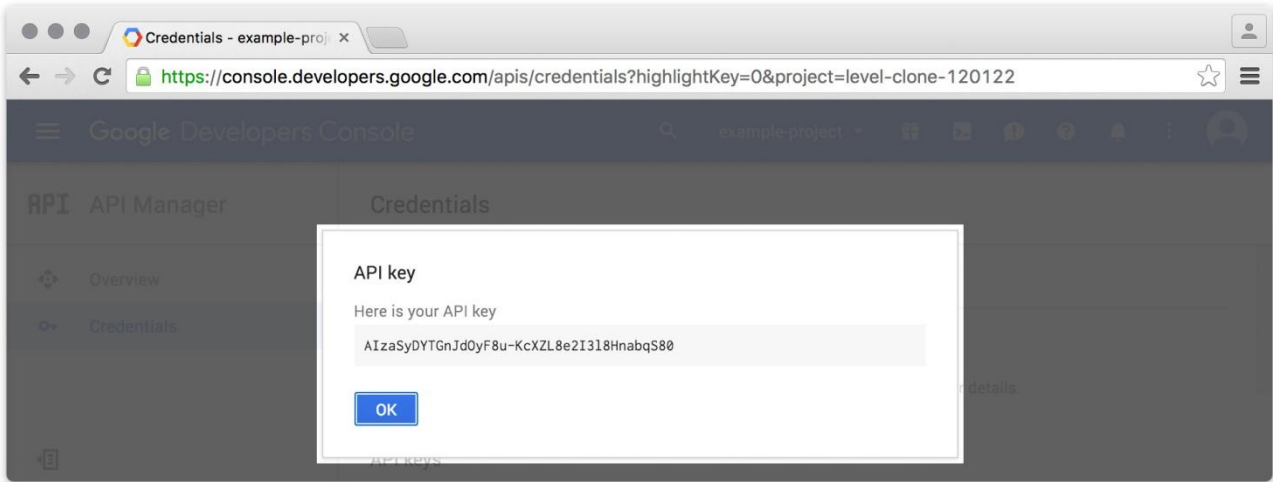 Credentials - example-proj
https://console.developers.google.com/apis/credentials?highlightKey=0&project=level-clone-120122
Google Developers Console example-project
API API Manager Credentials
Overview
Credentials
API key
Here is your API key
AIzaSyDYTGnJdOyF8u-KcXZL8e2I3l8HnabqS80
r details
OK
API keys